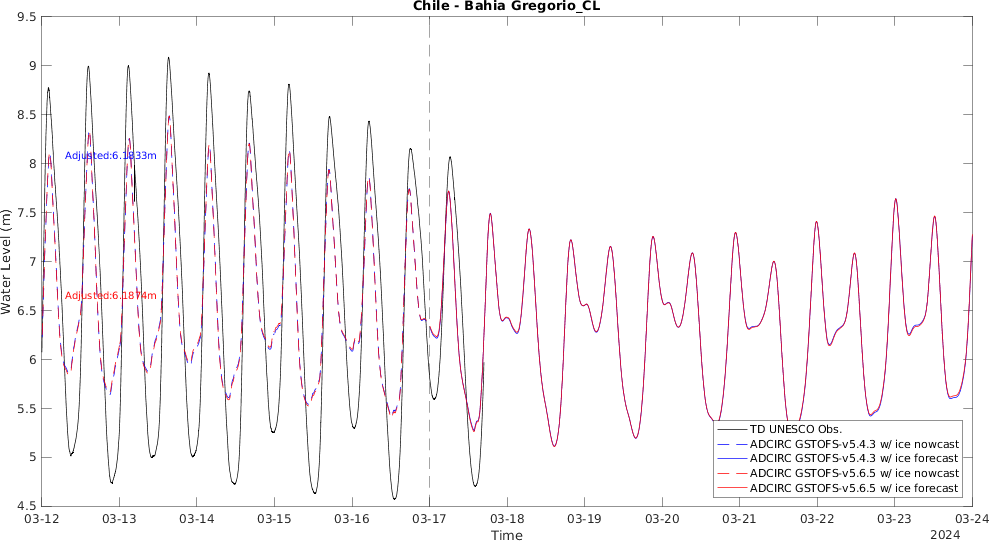 Chile - Bahia Gregorio_CL
9.5
9
8.5
8
7.5
7
6.5
6
5.5
5
4.5
Water Level (m)
Adjusted:6.1833m
Adjusted:6.1874m
TD UNESCO Obs.
ADCIRC GSTOFS-v5.4.3 w/ ice nowcast
ADCIRC GSTOFS-v5.4.3 w/ ice forecast
ADCIRC GSTOFS-v5.6.5 w/ ice nowcast
ADCIRC GSTOFS-v5.6.5 w/ ice forecast
03-12 03-13 03-14 03-15 03-16 03-17 03-18 03-19 03-20 03-21 03-22 03-23 03-24
Time
2024